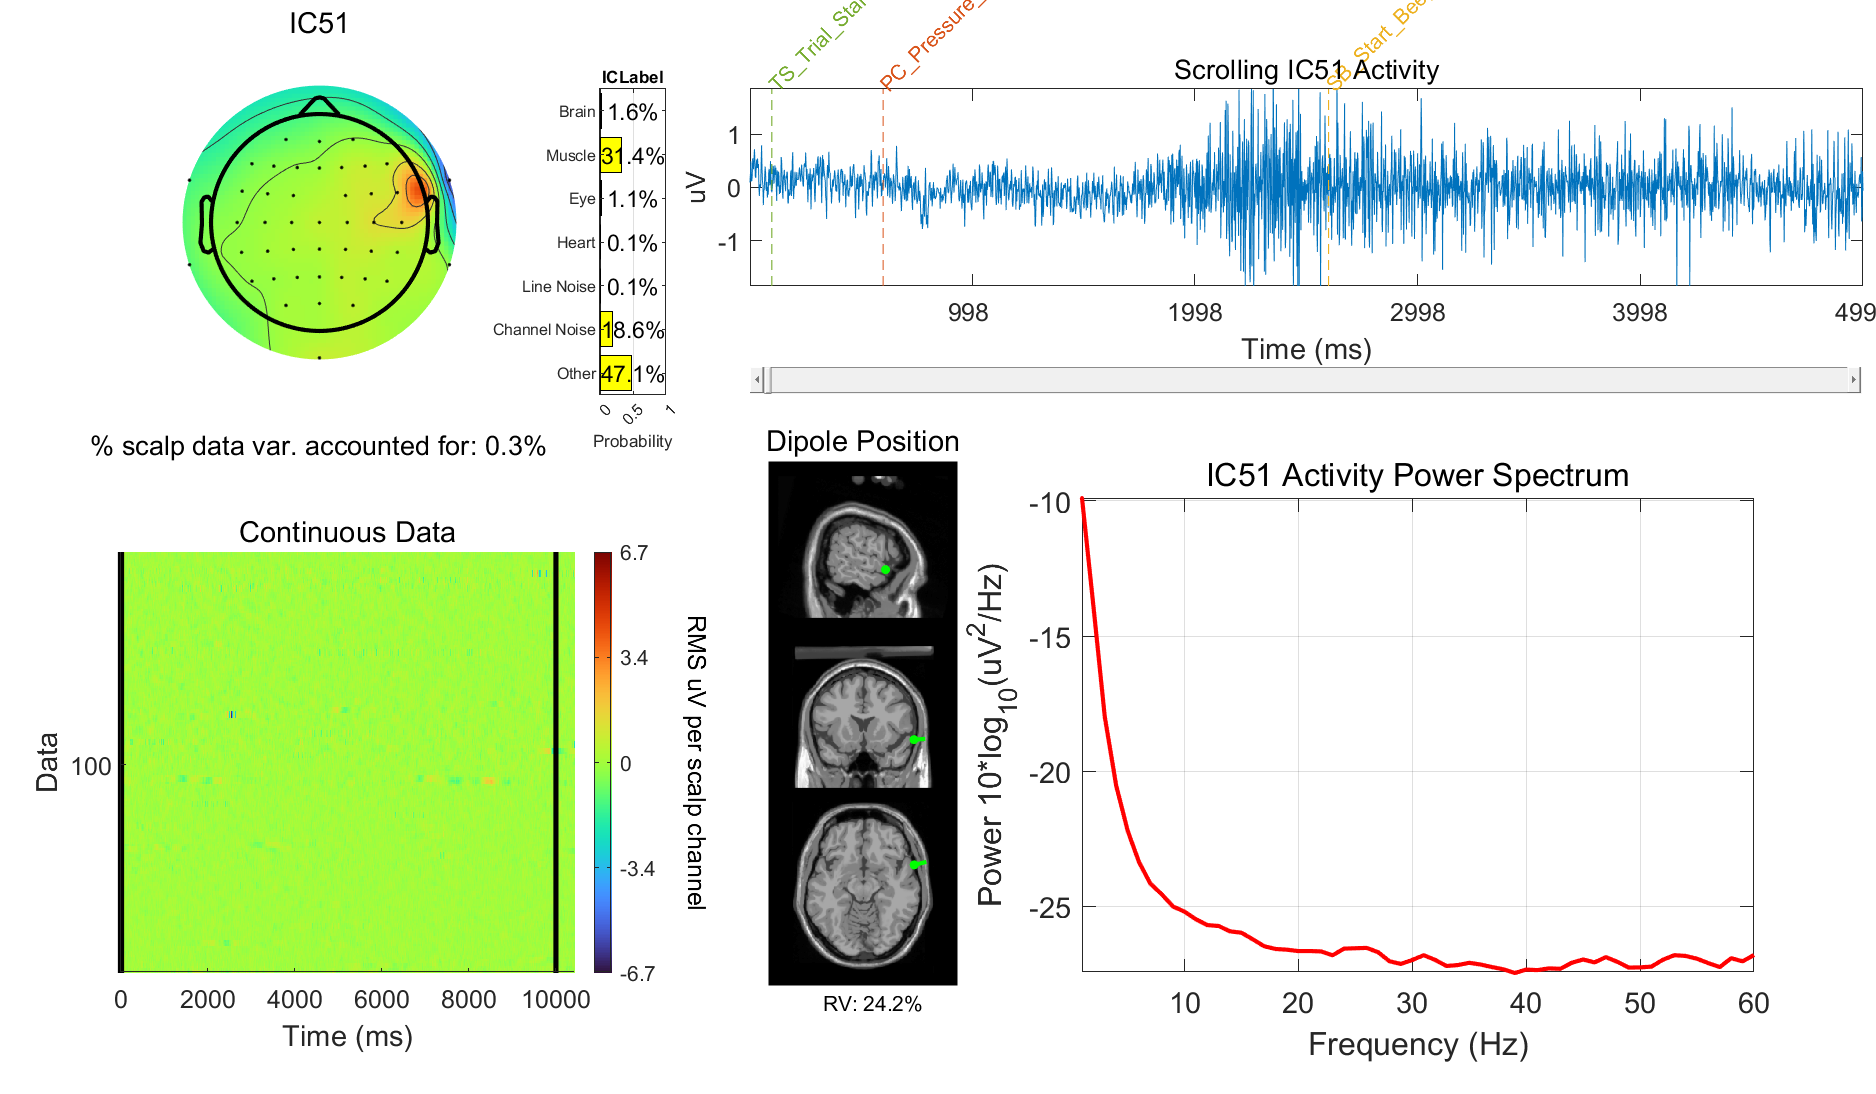 IC51
ICLabel
Brain 1.6%
Muscle 31.4%
Eye 1.1%
Heart 0.1%
Line Noise 0.1%
Channel Noise 18.6%
Other 47.1%
0 0.5 1
Probability
% scalp data var. accounted for: 0.3%
TS_Trial_Star
PC_Pressure_
SB_Start_Bee
Scrolling IC51 Activity
uV
1
0
-1
998 1998 2998 3998 499
Time (ms)
Continuous Data
Data
100
0 2000 4000 6000 8000 10000
Time (ms)
6.7
3.4
0
-3.4
-6.7
RMS uV per scalp channel
Dipole Position
RV: 24.2%
IC51 Activity Power Spectrum
Power 10*log10(uV2/Hz)
-10
-15
-20
-25
10 20 30 40 50 60
Frequency (Hz)